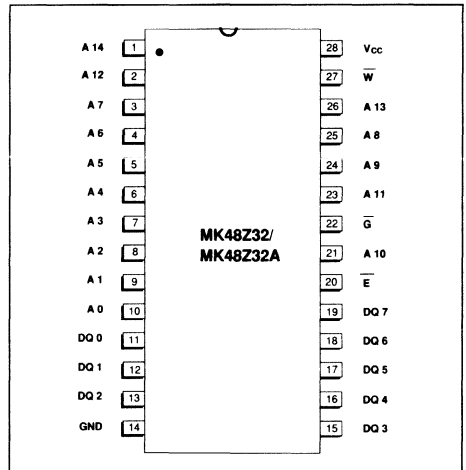 A 14 1 28 Vcc
A 12 2 27 W̅
A 7 3 26 A 13
A 6 4 25 A 8
A 5 5 24 A 9
A 4 6 23 A 11
A 3 7 22 G̅
MK48Z32/
MK48Z32A
A 2 8 21 A 10
A 1 9 20 E̅
A 0 10 19 DQ 7
DQ 0 11 18 DQ 6
DQ 1 12 17 DQ 5
DQ 2 13 16 DQ 4
GND 14 15 DQ 3